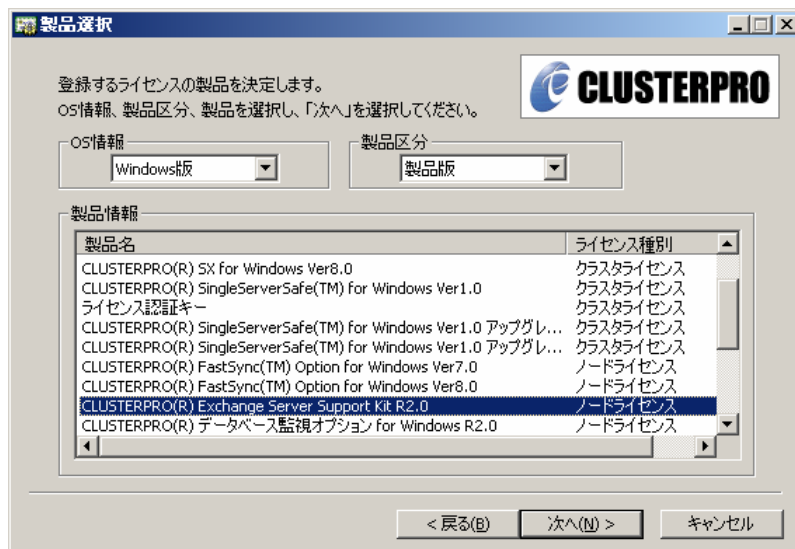 製品選択
登録するライセンスの製品を決定します。
OS情報、製品区分、製品を選択し、「次へ」を選択してください。
CLUSTERPRO
OS情報
製品区分
Windows版
製品版
製品情報
製品名 ライセンス種別
CLUSTERPRO(R) SX for Windows Ver8.0 クラスタライセンス
CLUSTERPRO(R) SingleServerSafe(TM) for Windows Ver1.0 クラスタライセンス
ライセンス認証キー クラスタライセンス
CLUSTERPRO(R) SingleServerSafe(TM) for Windows Ver1.0 アップグレ... クラスタライセンス
CLUSTERPRO(R) SingleServerSafe(TM) for Windows Ver1.0 アップグレ... クラスタライセンス
CLUSTERPRO(R) FastSync(TM) Option for Windows Ver7.0 ノードライセンス
CLUSTERPRO(R) FastSync(TM) Option for Windows Ver8.0 ノードライセンス
CLUSTERPRO(R) Exchange Server Support Kit R2.0 ノードライセンス
CLUSTERPRO(R) データベース監視オプション for Windows R2.0 ノードライセンス
< 戻る(B) 次へ(N) > キャンセル